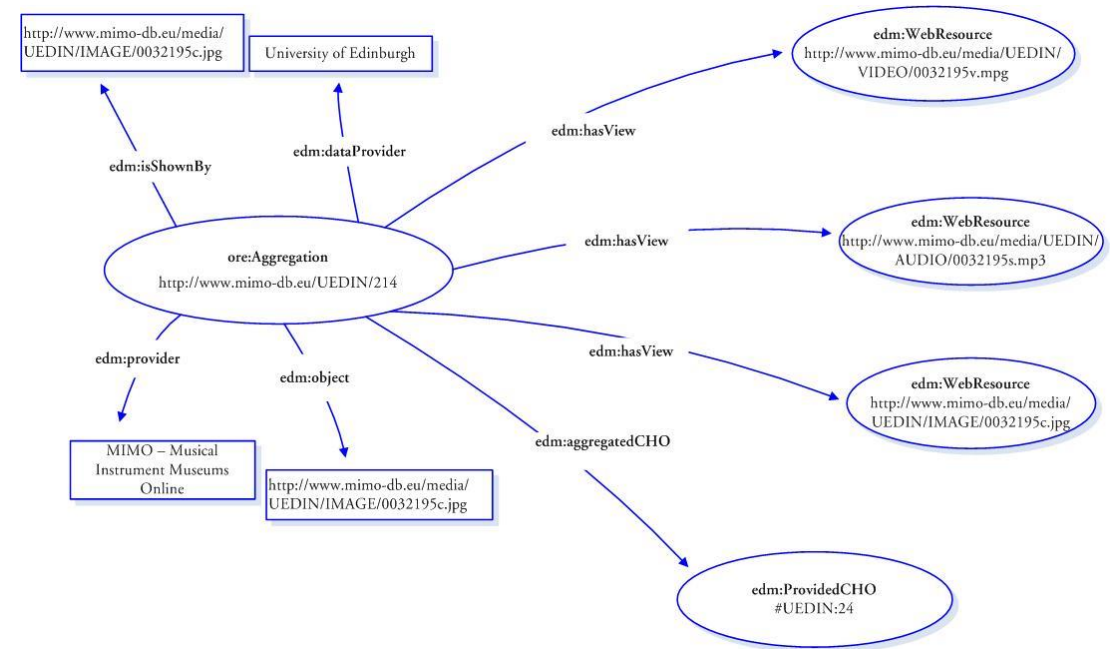 http://www.mimo-db.eu/media/
UEDIN/IMAGE/0032195c.jpg
University of Edinburgh
edm:WebResource
http://www.mimo-db.eu/media/UEDIN/
VIDEO/0032195v.mpg
edm:hasView
edm:dataProvider
edm:isShownBy
edm:WebResource
http://www.mimo-db.eu/media/UEDIN/
AUDIO/0032195s.mp3
edm:hasView
ore:Aggregation
http://www.mimo-db.eu/UEDIN/214
edm:hasView
edm:provider
edm:object
edm:WebResource
http://www.mimo-db.eu/media/
UEDIN/IMAGE/0032195c.jpg
edm:aggregatedCHO
MIMO – Musical
Instrument Museums
Online
http://www.mimo-db.eu/media/
UEDIN/IMAGE/0032195c.jpg
edm:ProvidedCHO
#UEDIN:24